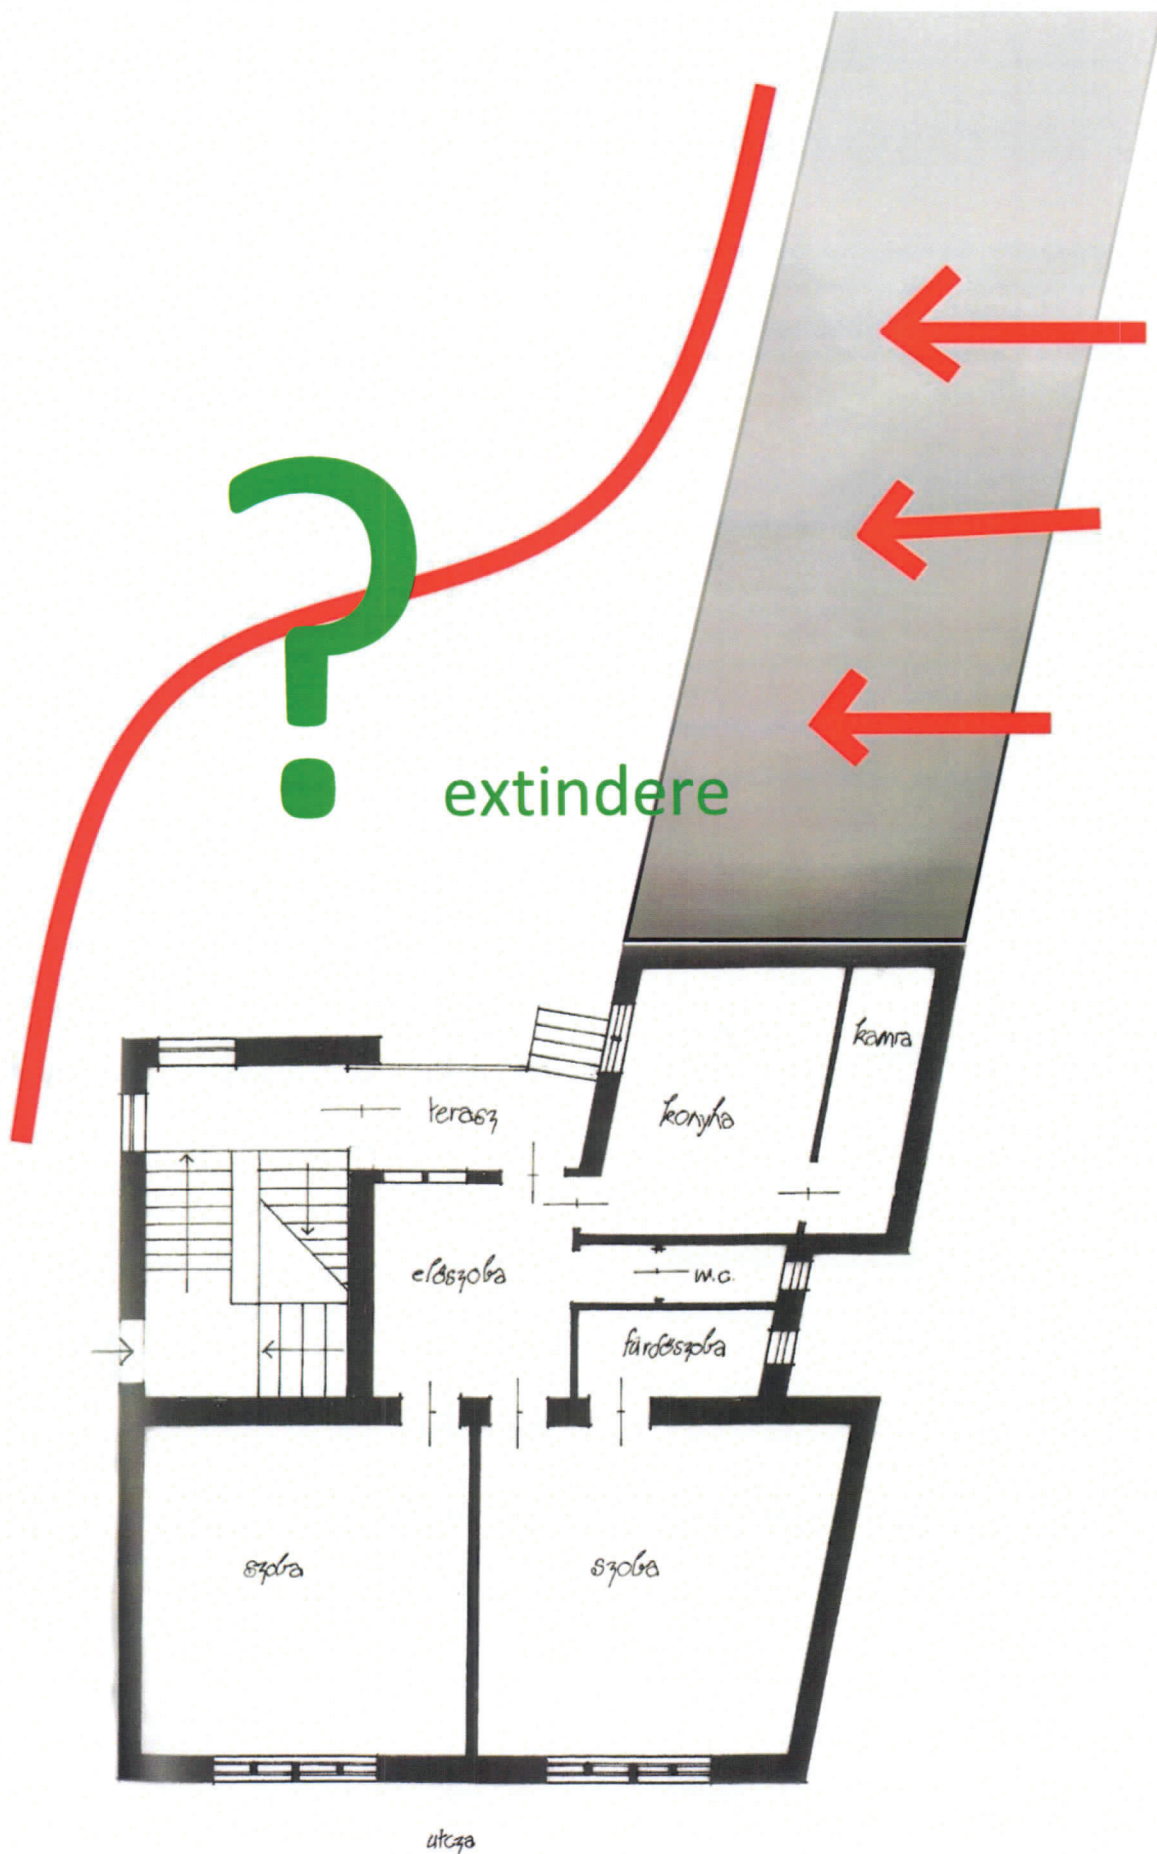 ?
extindere
kamra
terasz
konyha
előszoba
w.c.
fürdőszoba
szoba
szoba
utcza